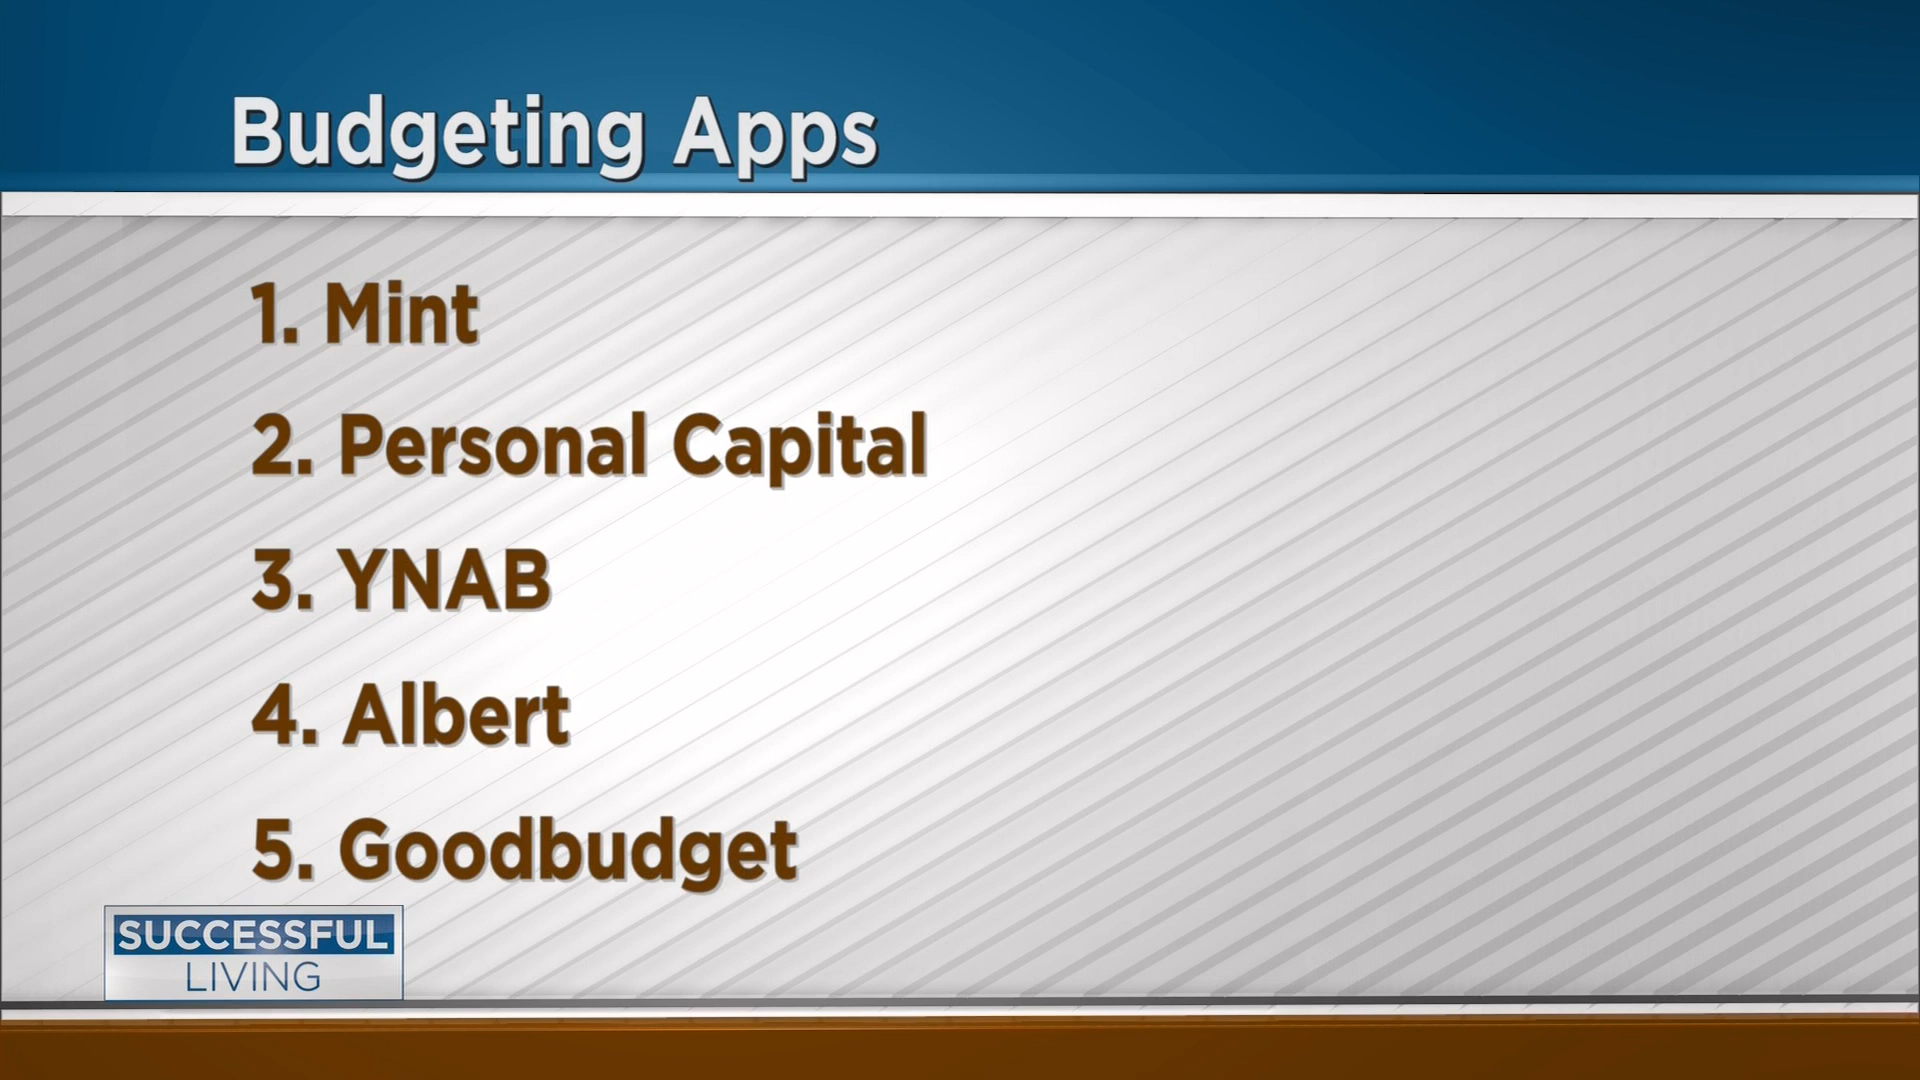 Budgeting Apps
1. Mint
2. Personal Capital
3. YNAB
4. Albert
5. Goodbudget
SUCCESSFUL
LIVING